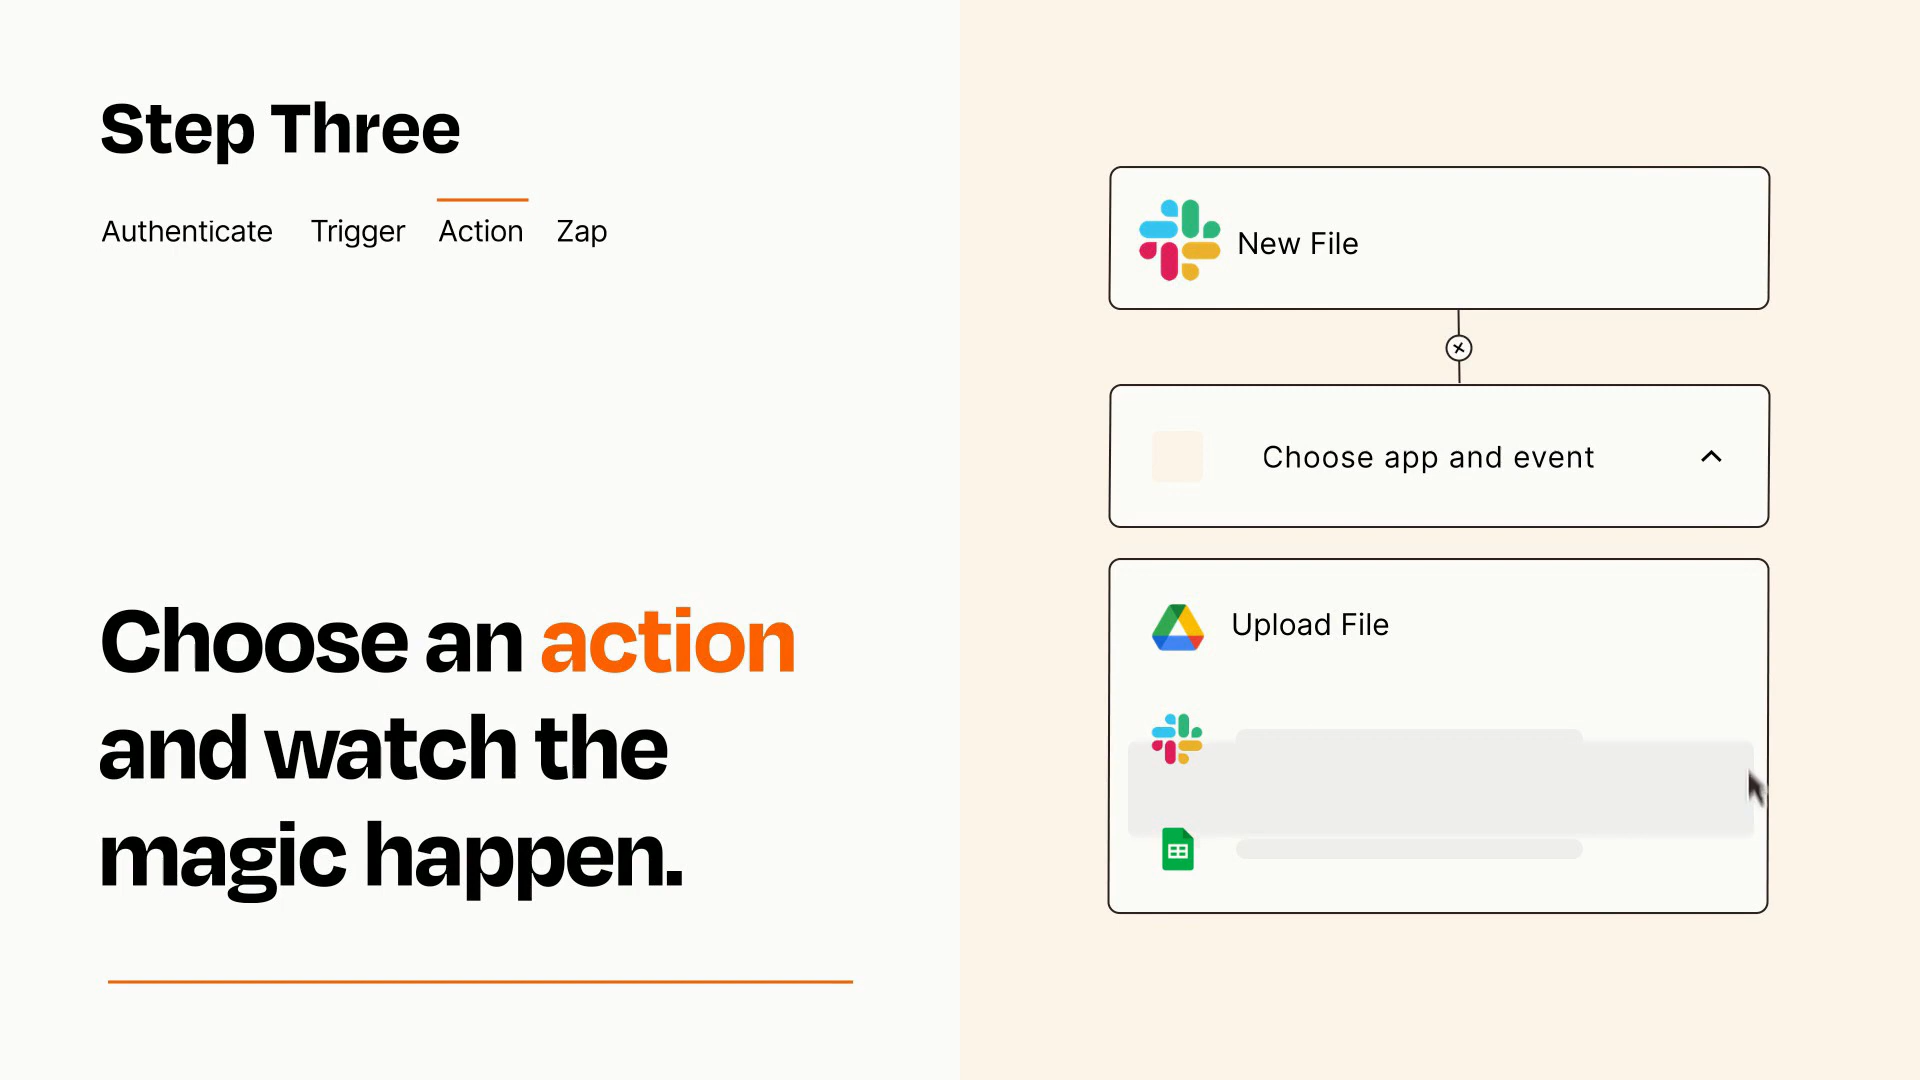 Step Three
Authenticate Trigger Action Zap
Choose an action
and watch the
magic happen.
New File
Choose app and event
Upload File